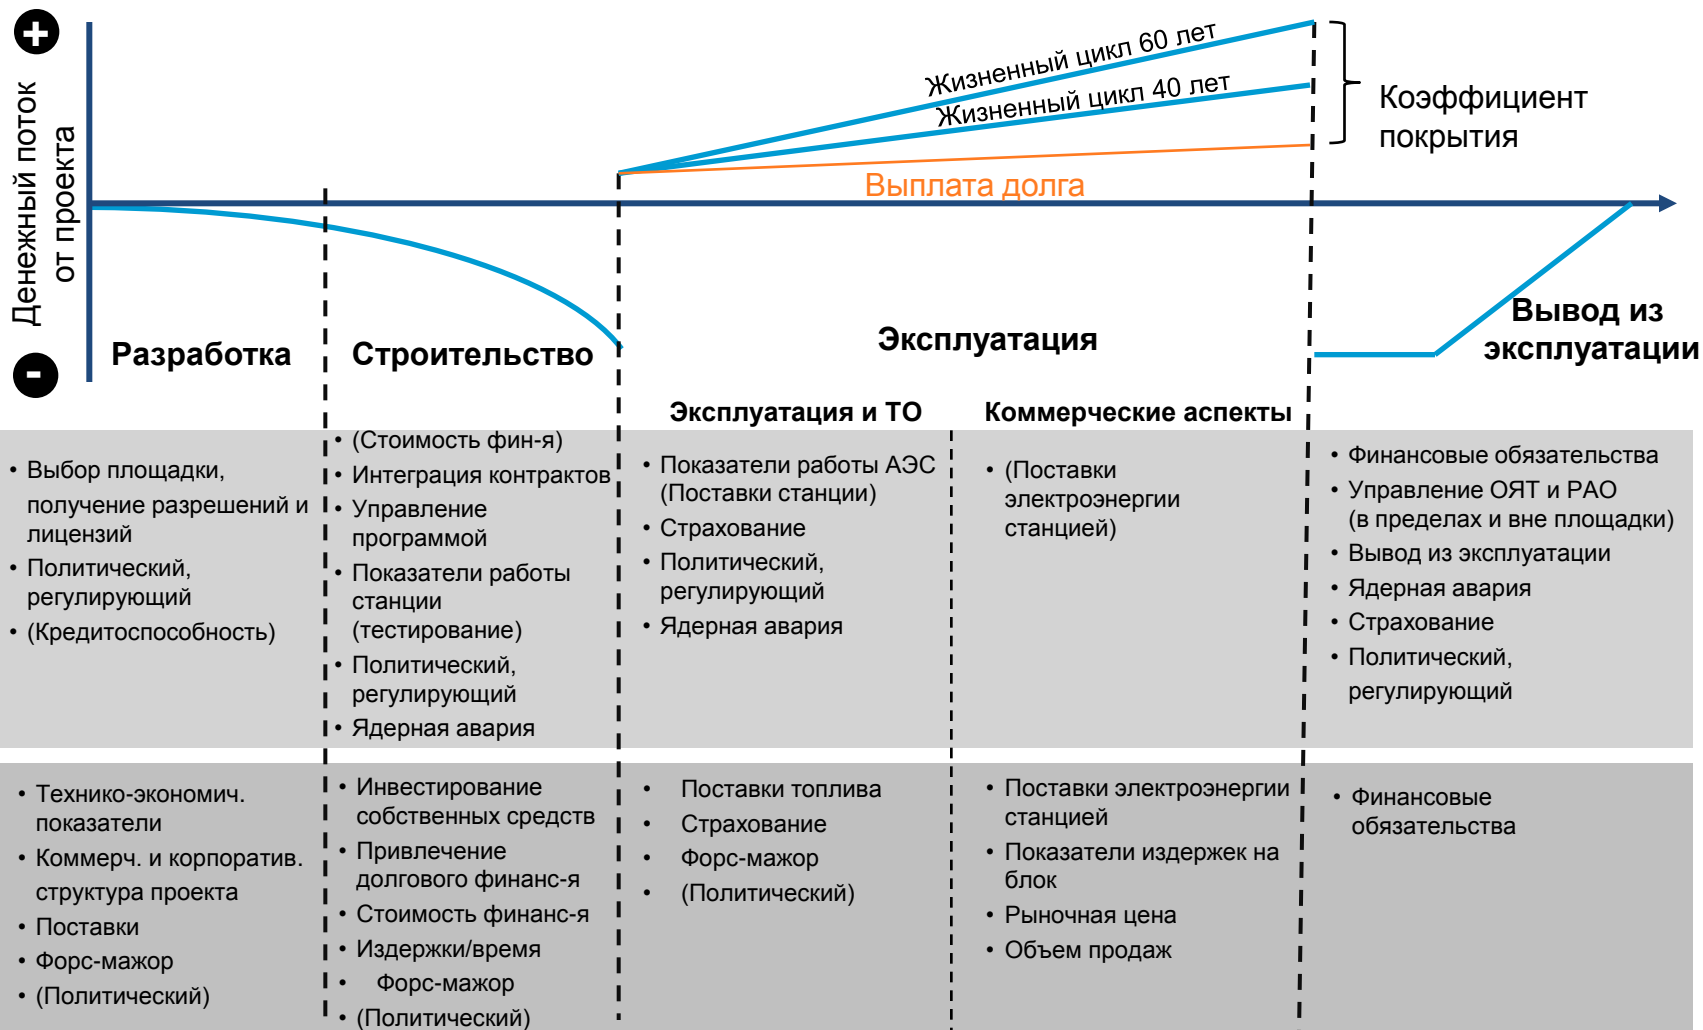 +
Денежный поток
от проекта
-
Жизненный цикл 60 лет
Жизненный цикл 40 лет
Выплата долга
Коэффициент
покрытия
Разработка
Строительство
Эксплуатация
Вывод из
эксплуатации
Эксплуатация и ТО
Коммерческие аспекты
• Выбор площадки,
получение разрешений и
лицензий
• Политический,
регулирующий
• (Кредитоспособность)
• (Стоимость фин-я)
• Интеграция контрактов
• Управление
программой
• Показатели работы
станции
(тестирование)
• Политический,
регулирующий
• Ядерная авария
• Показатели работы АЭС
(Поставки станции)
• Страхование
• Политический,
регулирующий
• Ядерная авария
• (Поставки
электроэнергии
станцией)
• Финансовые обязательства
• Управление ОЯТ и РАО
(в пределах и вне площадки)
• Вывод из эксплуатации
• Ядерная авария
• Страхование
• Политический,
регулирующий
• Технико-экономич.
показатели
• Коммерч. и корпоратив.
структура проекта
• Поставки
• Форс-мажор
• (Политический)
• Инвестирование
собственных средств
• Привлечение
долгового финанс-я
• Стоимость финанс-я
• Издержки/время
• Форс-мажор
• (Политический)
• Поставки топлива
• Страхование
• Форс-мажор
• (Политический)
• Поставки электроэнергии
станцией
• Показатели издержек на
блок
• Рыночная цена
• Объем продаж
• Финансовые
обязательства